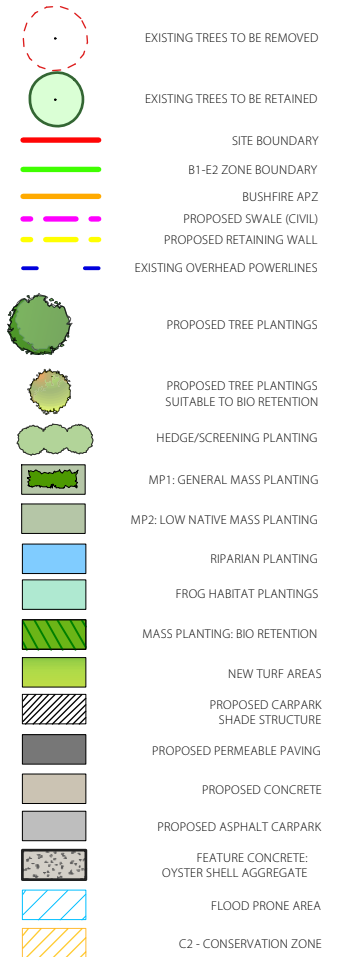 EXISTING TREES TO BE REMOVED
EXISTING TREES TO BE RETAINED
SITE BOUNDARY
B1-E2 ZONE BOUNDARY
BUSHFIRE APZ
PROPOSED SWALE (CIVIL)
PROPOSED RETAINING WALL
EXISTING OVERHEAD POWERLINES
PROPOSED TREE PLANTINGS
PROPOSED TREE PLANTINGS
SUITABLE TO BIO RETENTION
HEDGE/SCREENING PLANTING
MP1: GENERAL MASS PLANTING
MP2: LOW NATIVE MASS PLANTING
RIPARIAN PLANTING
FROG HABITAT PLANTINGS
MASS PLANTING: BIO RETENTION
NEW TURF AREAS
PROPOSED CARPARK
SHADE STRUCTURE
PROPOSED PERMEABLE PAVING
PROPOSED CONCRETE
PROPOSED ASPHALT CARPARK
FEATURE CONCRETE:
OYSTER SHELL AGGREGATE
FLOOD PRONE AREA
C2 - CONSERVATION ZONE